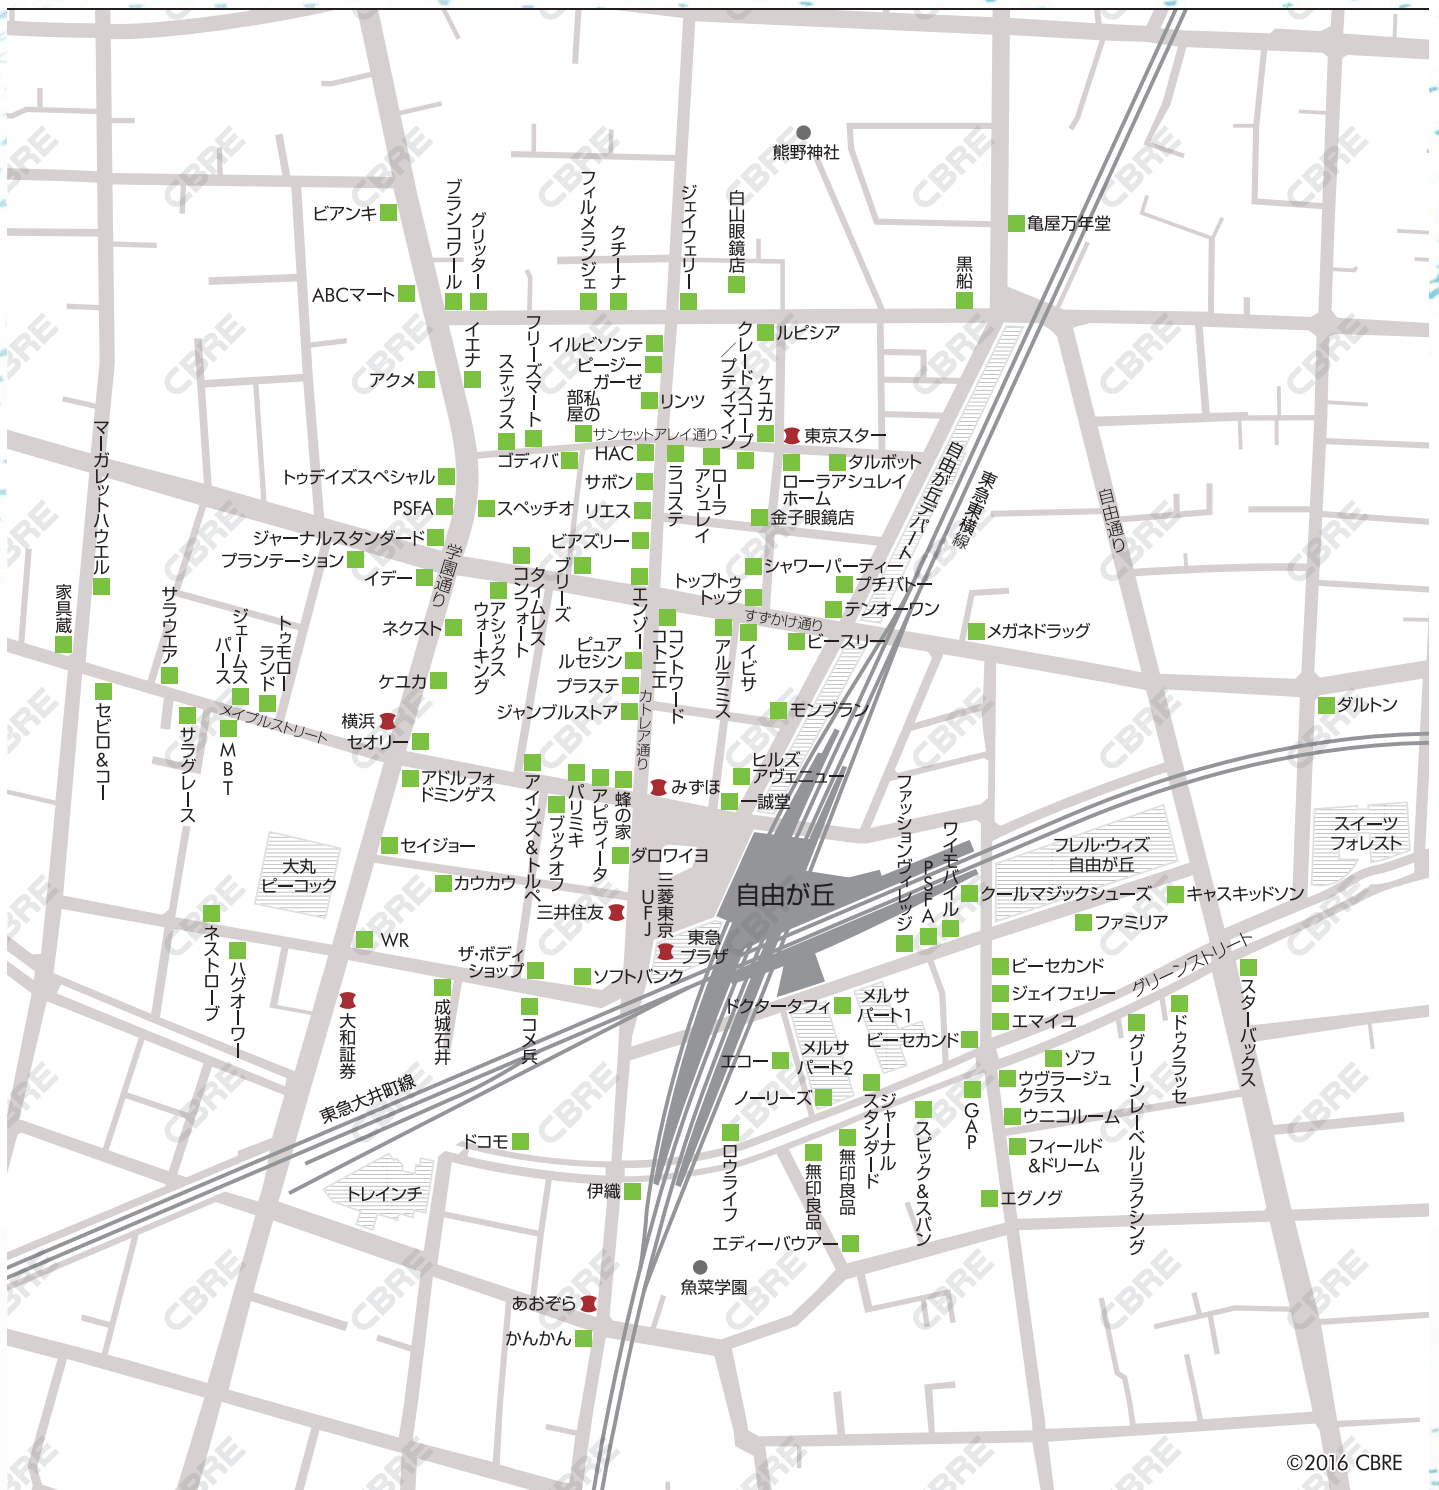 熊野神社
ビアンキ
ブランコワール
グリッター
フィルメランジェ
クチーナ
ジェイフェリー
白山眼鏡店
亀屋万年堂
黒船
ABCマート
イエナ
フリーズマート
ステップス
アクメ
イルビゾンテ
ピージー
ガーゼ
リンツ
私の
部屋
クレードスコープ
／プティマイン
ルピシア
ケユカ
東京スター
サンセットアレイ通り
ゴディバ
HAC
ラコステ
ローラ
アシュレイ
タルボット
ローラアシュレイ
ホーム
金子眼鏡店
自由が丘デパート
東急東横線
自由通り
マーガレットハウエル
トゥデイズスペシャル
PSFA
スペッチオ
サボン
リエス
ビアズリー
ジャーナルスタンダード
プランテーション
イデー
学園通り
タイムレス
コンフォート
ブリーズ
アシックス
ウォーキング
エンゾー
シャワーパーティー
トップトゥ
トップ
プチバトー
テンオーワン
すずかけ通り
ビースリー
メガネドラッグ
家具蔵
サラウエア
ジェームス
パース
トゥモロー
ランド
ネクスト
ケユカ
ピュア
ルセシン
プラステ
ジャンブルストア
コントワード
コトニエ
アルテミス
イビサ
モンブラン
カトレア通り
ダルトン
セビロ&コー
サラグレース
MBT
メイプルストリート
横浜
セオリー
アドルフォ
ドミンゲス
アインズ&トルペ
ブックオフ
パリミキ
アピヴィータ
蜂の家
みずほ
ヒルズ
アヴェニュー
一誠堂
ダロワイヨ
ファッションヴィレッジ
PSFA
ワイモバイル
フレル・ウィズ
自由が丘
スイーツ
フォレスト
大丸
ピーコック
セイジョー
カウカウ
三井住友
三菱東京
UFJ
自由が丘
東急
プラザ
クールマジックシューズ
キャスキッドソン
ファミリア
ネストローブ
ハグオーワー
WR
ザ・ボディ
ショップ
ソフトバンク
大和証券
成城石井
コメ兵
ドクタータフィ
メルサ
パート1
ビーセカンド
ジェイフェリー
エマイユ
グリーンストリート
スターバックス
ドゥクラッセ
グリーンレーベルリラクシング
ビーセカンド
エコー
メルサ
パート2
ノーリーズ
ジャーナル
スタンダード
ゾフ
ウヴラージュ
クラス
GAP
ウニコルーム
フィールド
&ドリーム
エグノグ
東急大井町線
ドコモ
トレインチ
伊織
ロウライフ
無印良品
無印良品
スピック&スパン
エディーバウアー
魚菜学園
あおぞら
かんかん
©2016 CBRE